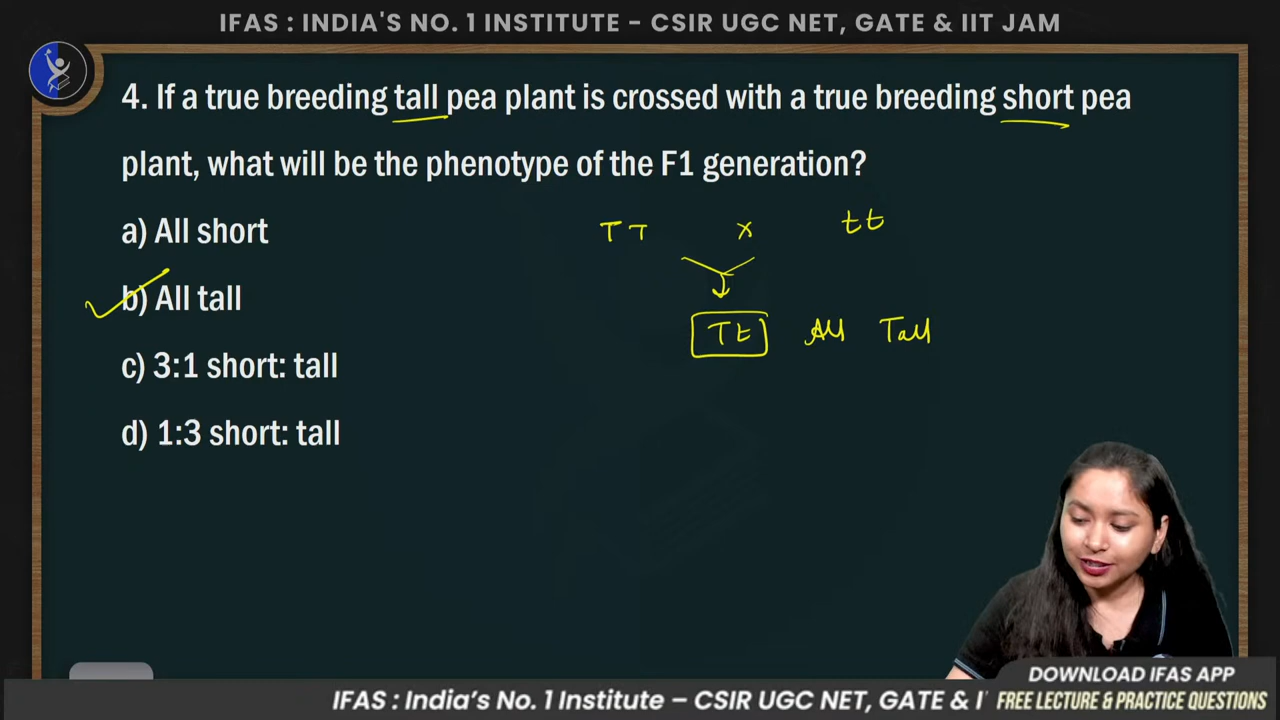 IFAS : INDIA'S NO. 1 INSTITUTE - CSIR UGC NET, GATE & IIT JAM
4. If a true breeding tall pea plant is crossed with a true breeding short pea
plant, what will be the phenotype of the F1 generation?
a) All short
T T x t t
b) All tall
T t All Tall
c) 3:1 short: tall
d) 1:3 short: tall
DOWNLOAD IFAS APP
IFAS : India's No. 1 Institute – CSIR UGC NET, GATE & I
FREE LECTURE & PRACTICE QUESTIONS